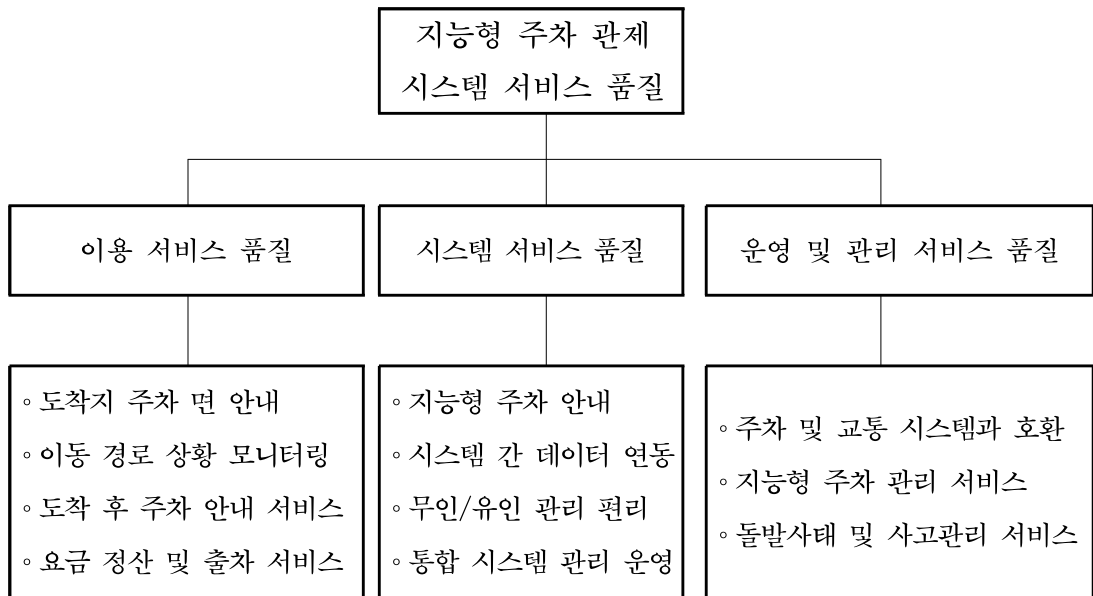 지능형 주차 관제
시스템 서비스 품질
이용 서비스 품질
시스템 서비스 품질
운영 및 관리 서비스 품질
◦도착지 주차 면 안내
◦이동 경로 상황 모니터링
◦도착 후 주차 안내 서비스
◦요금 정산 및 출차 서비스
◦지능형 주차 안내
◦시스템 간 데이터 연동
◦무인/유인 관리 편리
◦통합 시스템 관리 운영
◦주차 및 교통 시스템과 호환
◦지능형 주차 관리 서비스
◦돌발사태 및 사고관리 서비스